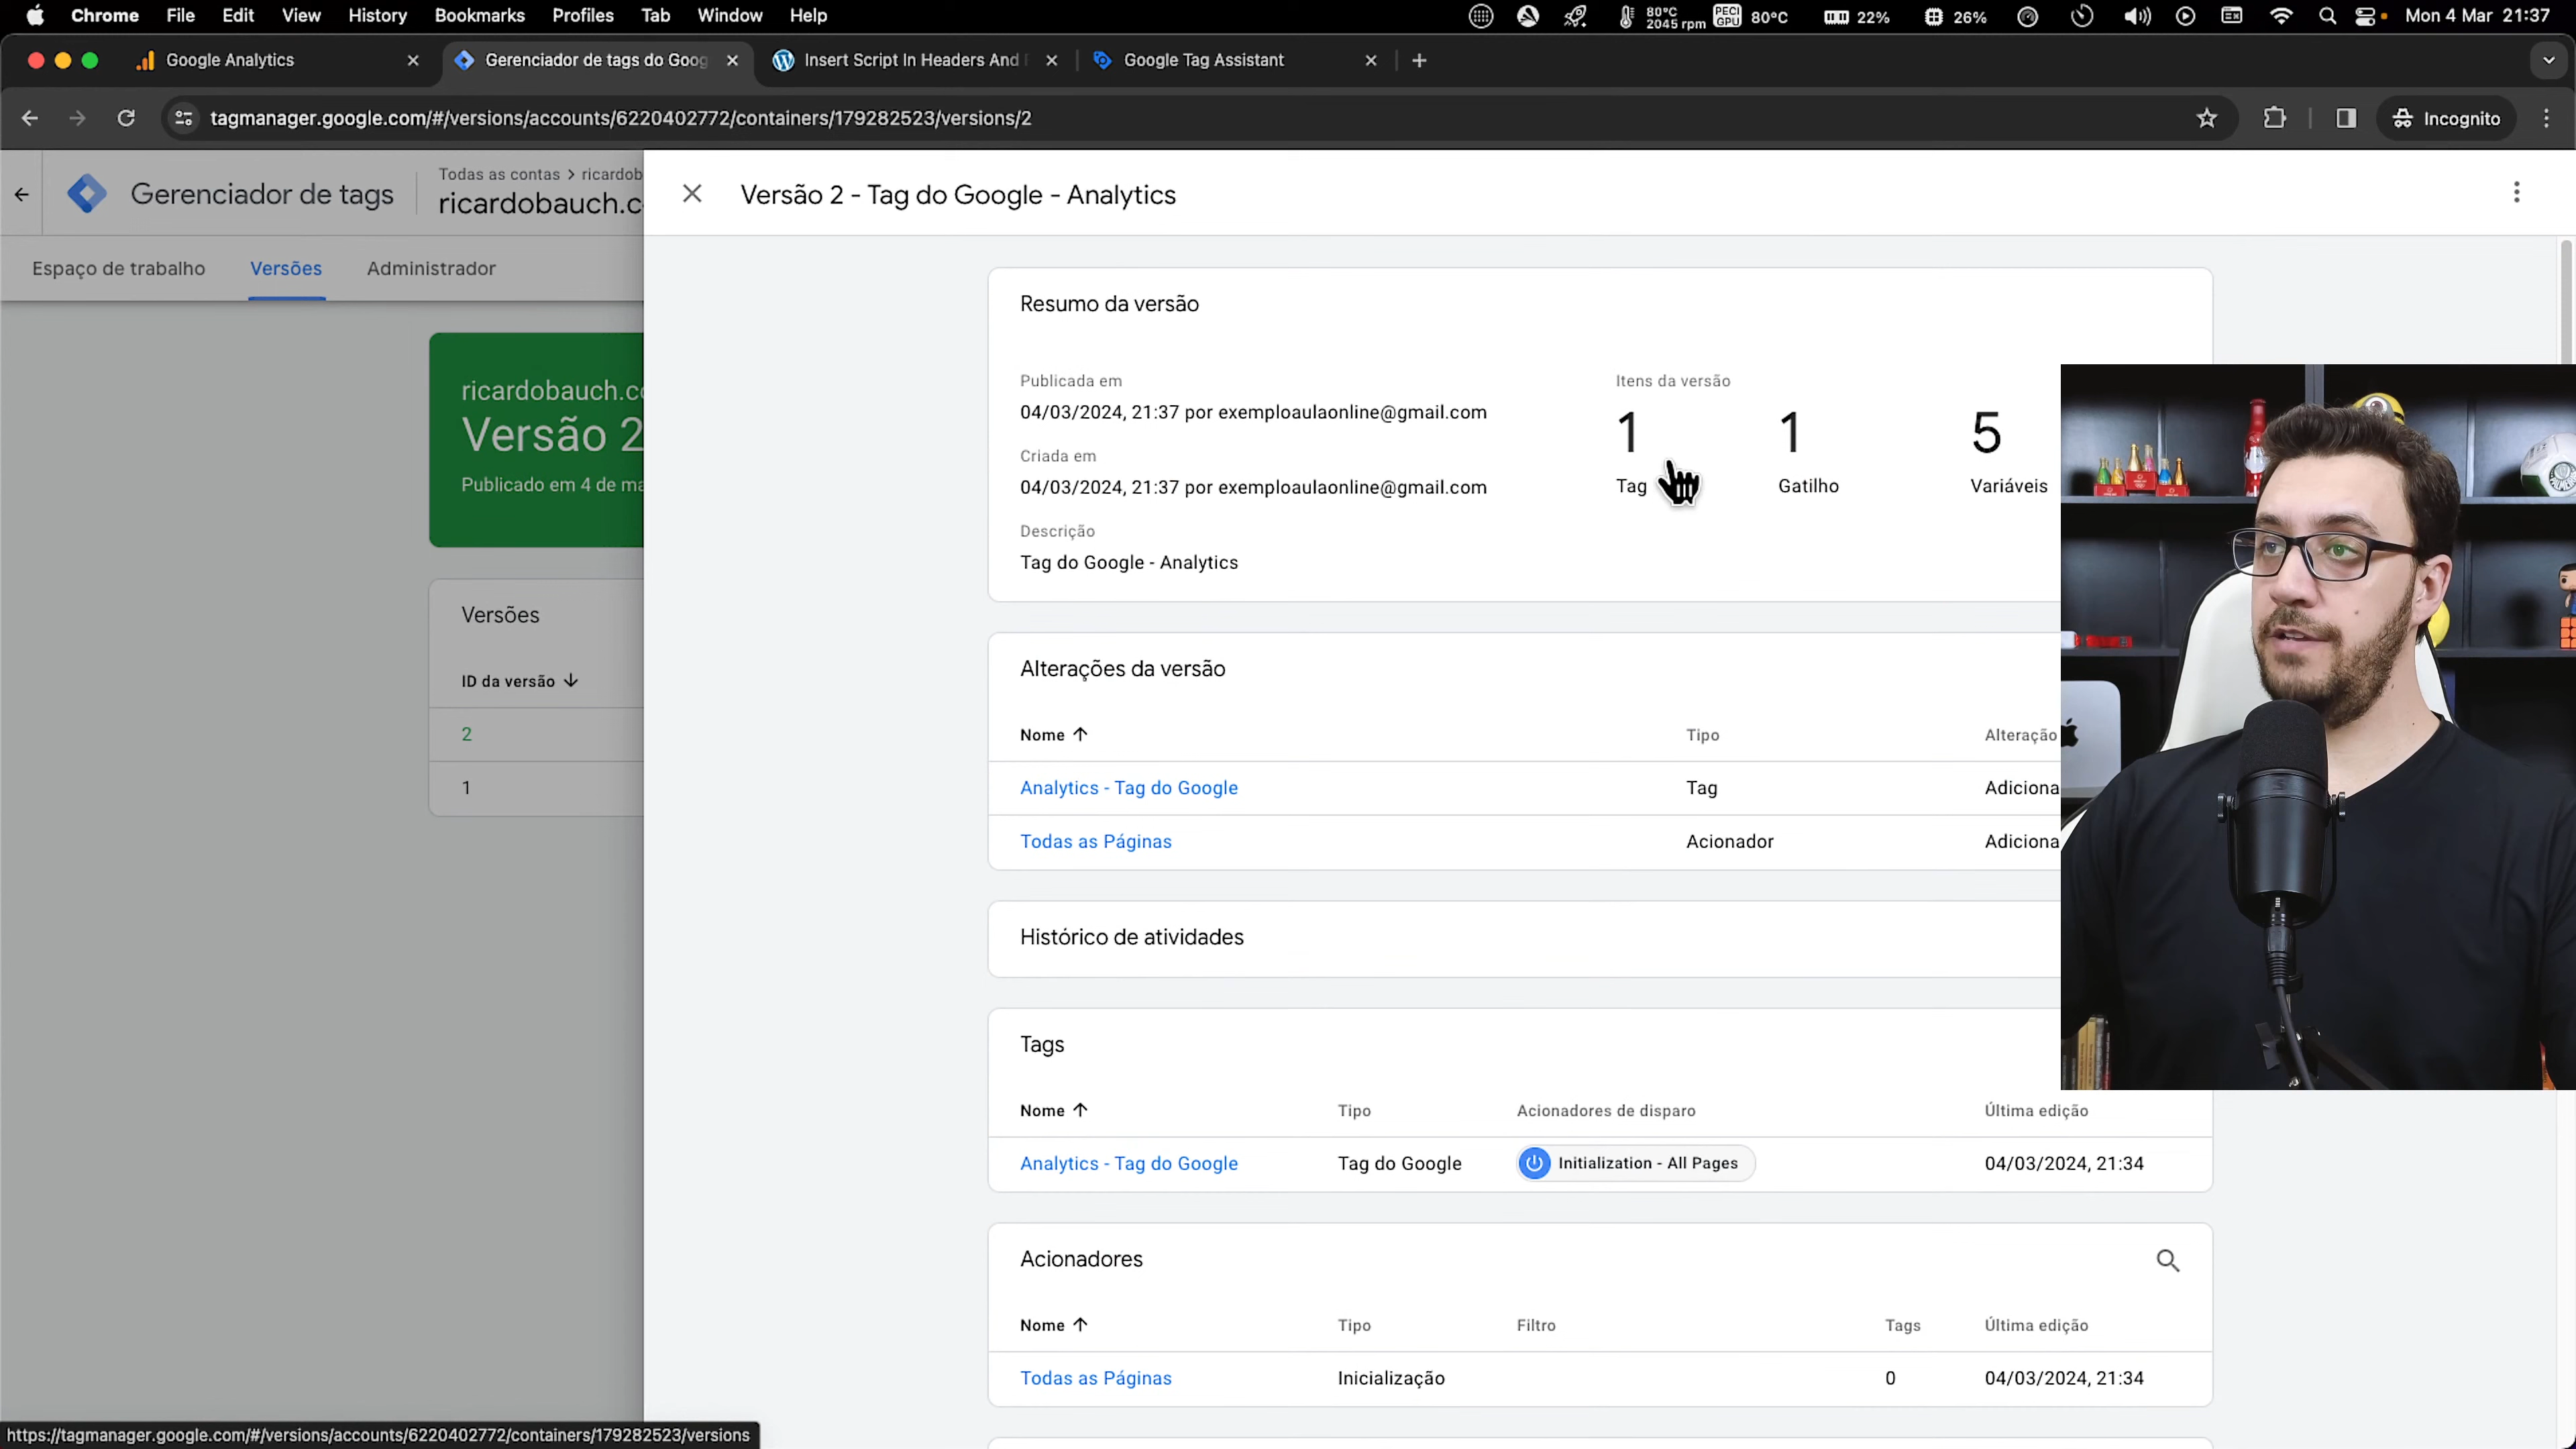 Chrome File Edit View History Bookmarks Profiles Tab Window Help 80°C 2045 rpm PECI GPU 80°C 22% 26% Mon 4 Mar 21:37
Google Analytics Gerenciador de tags do Goog Insert Script In Headers And Google Tag Assistant
tagmanager.google.com/#/versions/accounts/6220402772/containers/179282523/versions/2 Incognito
Gerenciador de tags
Todas as contas > ricardob
ricardobauch.c
Espaço de trabalho Versões Administrador
ricardobauch.co
Versão 2
Publicado em 4 de ma
Versões
ID da versão
2
1
Versão 2 - Tag do Google - Analytics
Resumo da versão
Publicada em
04/03/2024, 21:37 por exemploaulaonline@gmail.com
Criada em
04/03/2024, 21:37 por exemploaulaonline@gmail.com
Descrição
Tag do Google - Analytics
Itens da versão
1 1 5
Tag Gatilho Variáveis
Alterações da versão
Nome Tipo Alteração
Analytics - Tag do Google Tag Adiciona
Todas as Páginas Acionador Adiciona
Histórico de atividades
Tags
Nome Tipo Acionadores de disparo Última edição
Analytics - Tag do Google Tag do Google Initialization - All Pages 04/03/2024, 21:34
Acionadores
Nome Tipo Filtro Tags Última edição
Todas as Páginas Inicialização 0 04/03/2024, 21:34
https://tagmanager.google.com/#/versions/accounts/6220402772/containers/179282523/versions